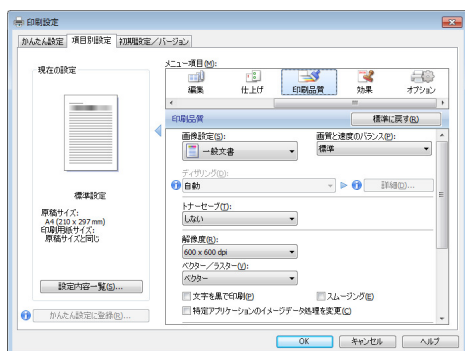 印刷設定
かんたん設定 項目別設定 初期設定／バージョン
現在の設定
標準設定
原稿サイズ:
A4 (210 x 297 mm)
印刷用紙サイズ:
原稿サイズと同じ
設定内容一覧(S)...
かんたん設定に登録(R)...
メニュー項目(M):
編集 仕上げ 印刷品質 効果 オプション
印刷品質 標準に戻す(R)
画像設定(S): 画質と速度のバランス(P):
一般文書 標準
ディザリング(D):
自動 詳細(D)...
トナーセーブ(T):
しない
解像度(R):
600 x 600 dpi
ベクター／ラスター(V):
ベクター
文字を黒で印刷(P) スムージング(E)
特定アプリケーションのイメージデータ処理を変更(C)
OK キャンセル ヘルプ